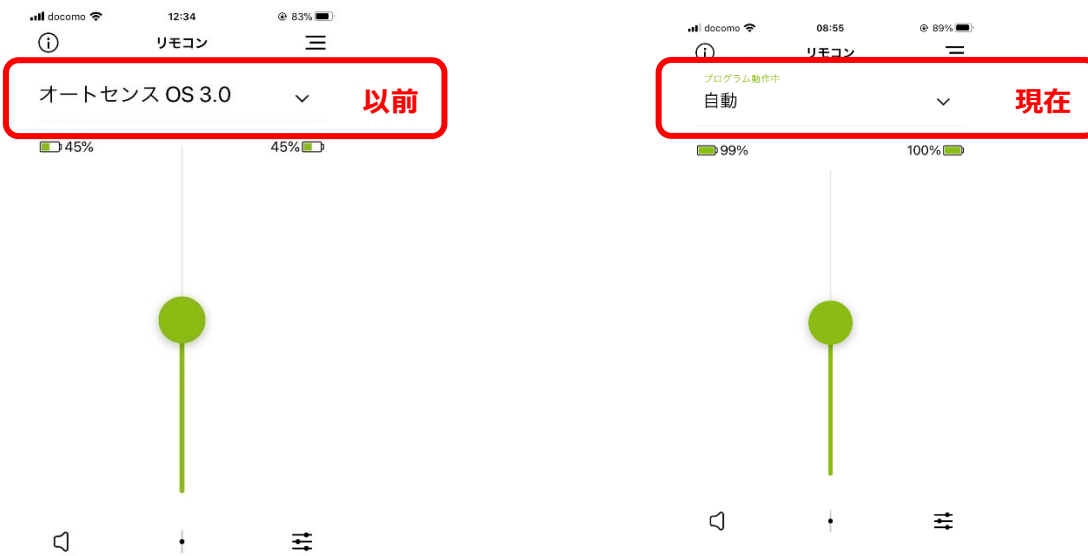 docomo 12:34 83%
リモコン
オートセンス OS 3.0
以前
45% 45%
docomo 08:55 89%
リモコン
プログラム動作中
自動
現在
99% 100%